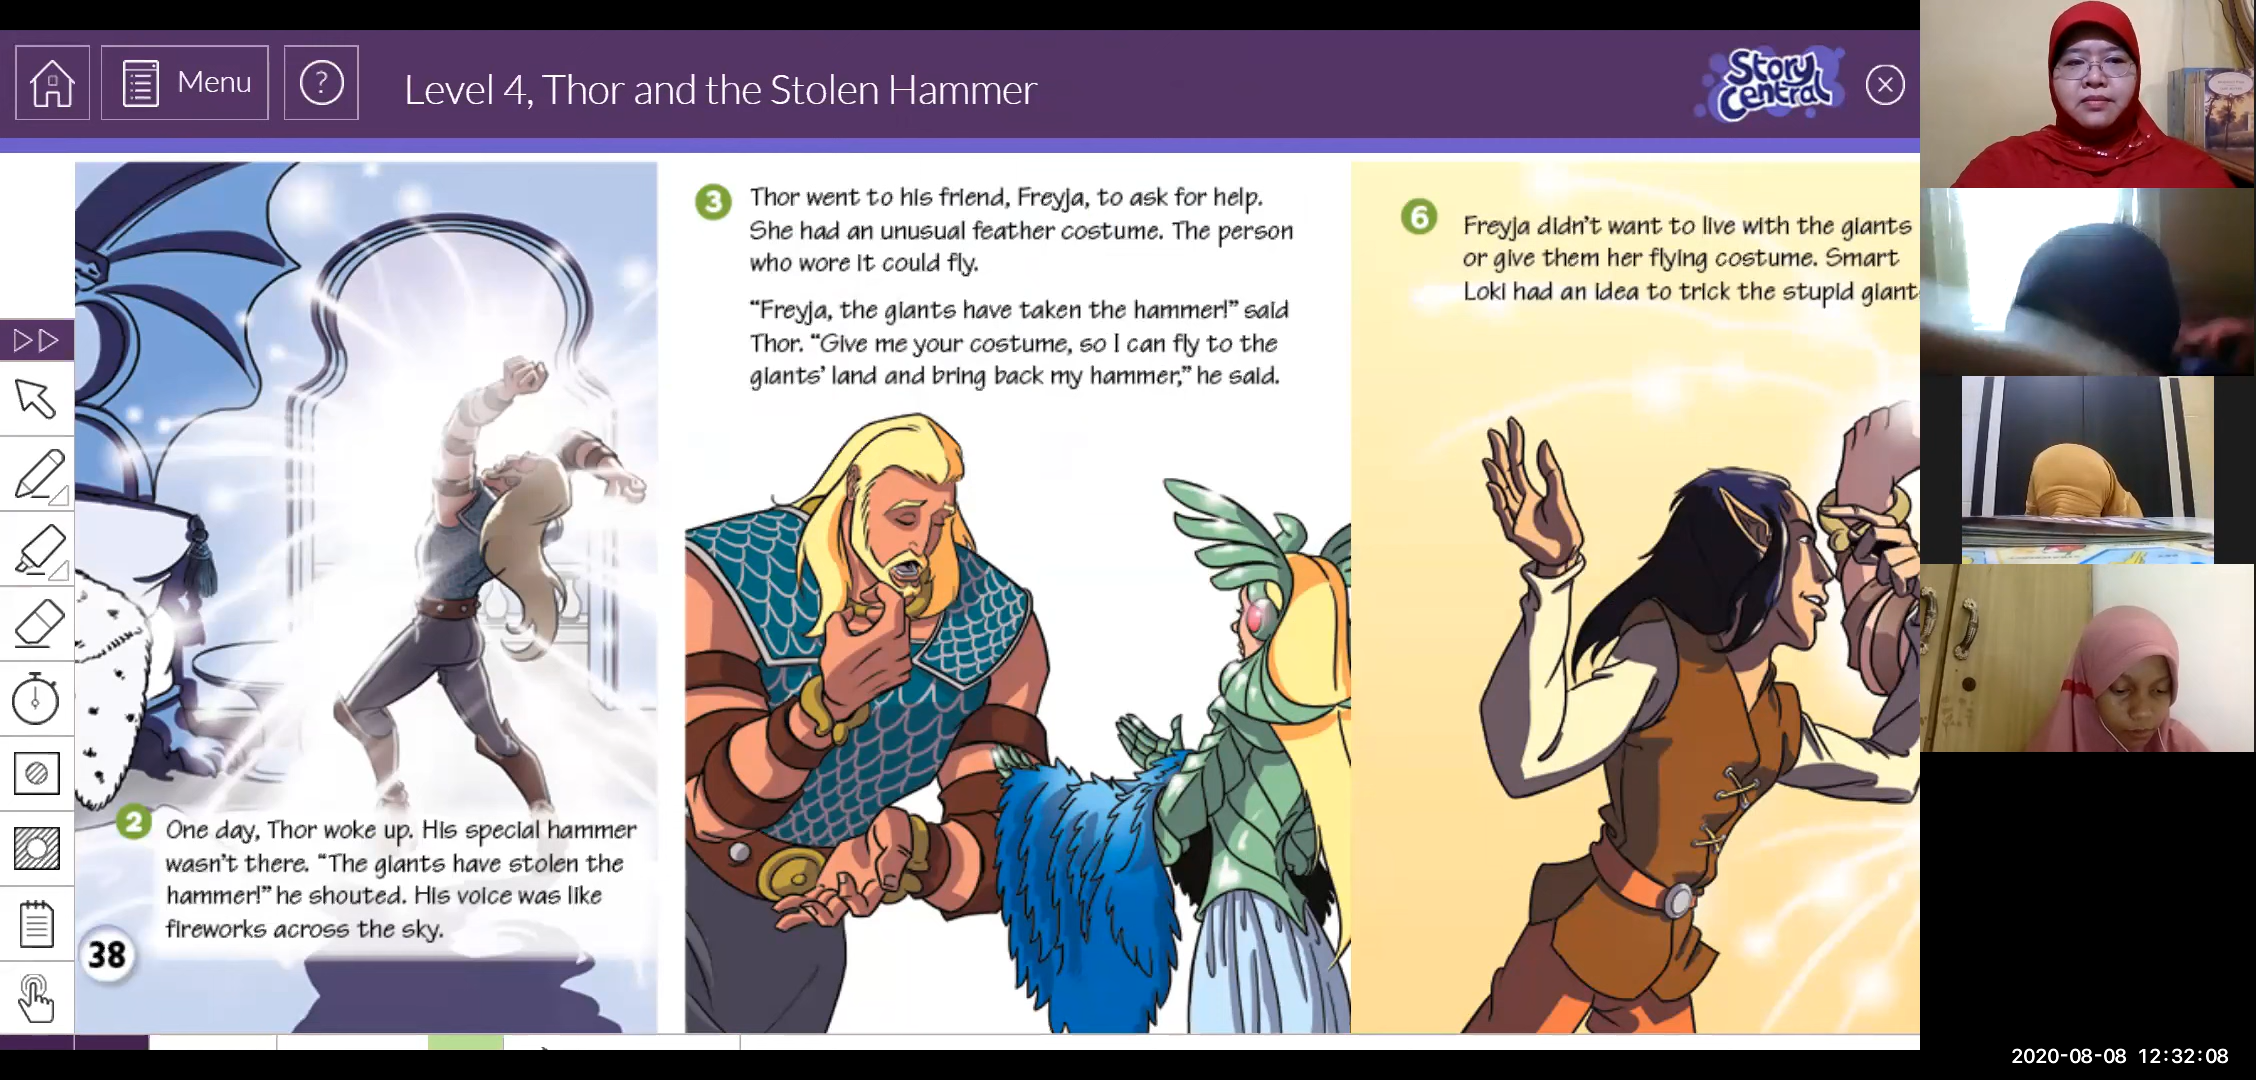 Menu
?
Level 4, Thor and the Stolen Hammer
Story
Central
2
One day, Thor woke up. His special hammer
wasn't there. "The giants have stolen the
hammer!" he shouted. His voice was like
fireworks across the sky.
38
3
Thor went to his friend, Freyja, to ask for help.
She had an unusual feather costume. The person
who wore it could fly.
"Freyja, the giants have taken the hammer!" said
Thor. "Give me your costume, so I can fly to the
giants' land and bring back my hammer," he said.
6
Freyja didn't want to live with the giants
or give them her flying costume. Smart
Loki had an idea to trick the stupid giant
2020-08-08 12:32:08